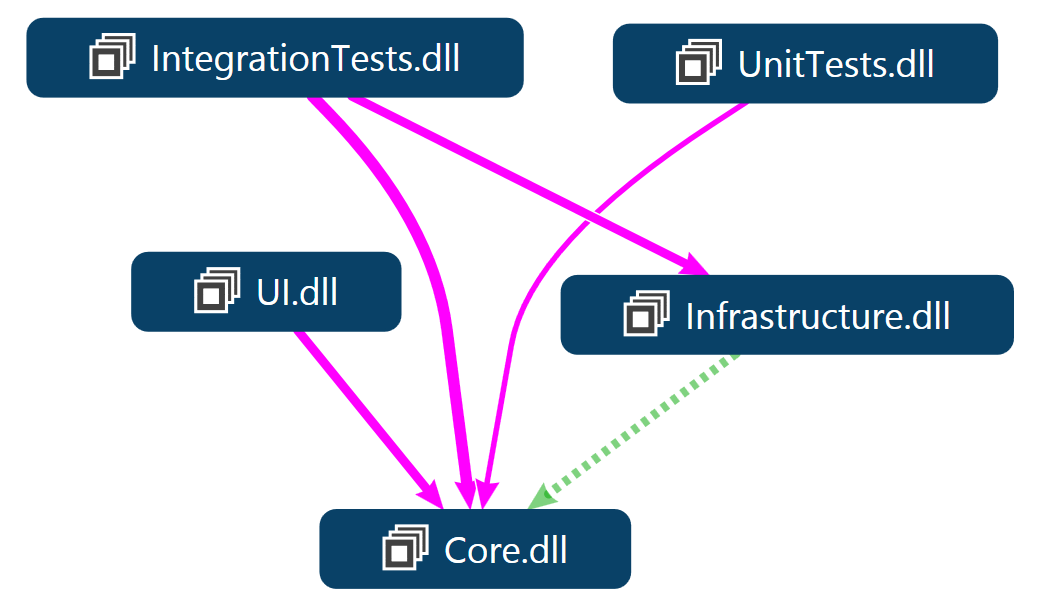 IntegrationTests.dll
UnitTests.dll
UI.dll
Infrastructure.dll
Core.dll